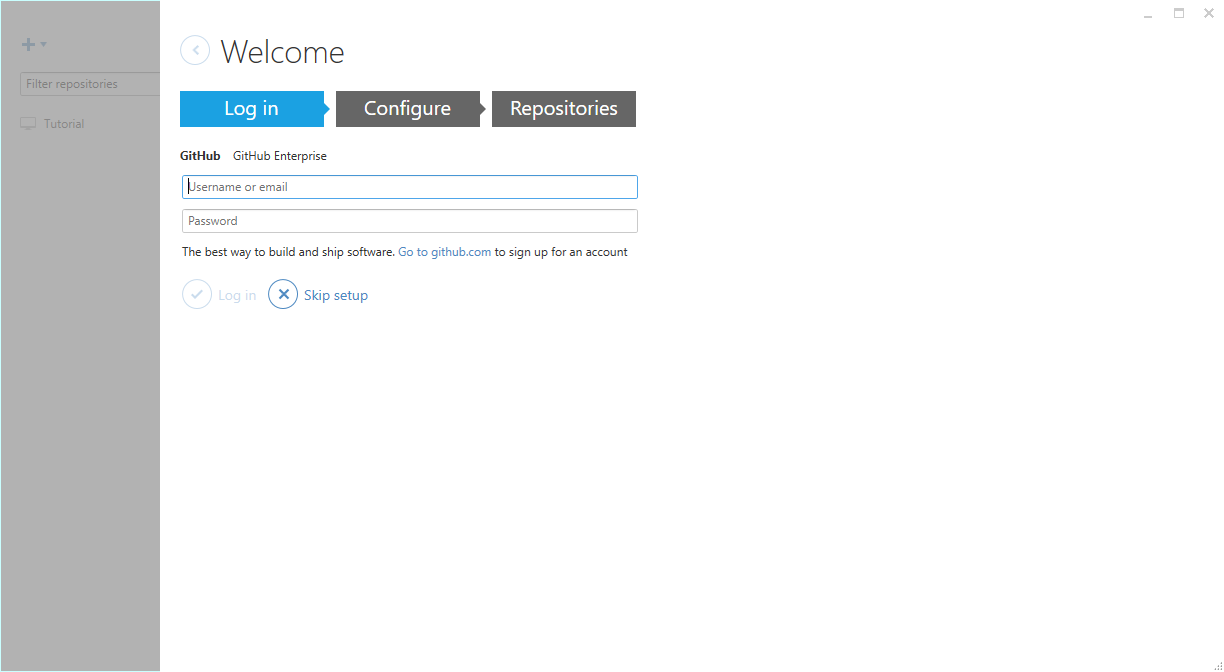 Filter repositories
Tutorial
Welcome
Log in
Configure
Repositories
GitHub GitHub Enterprise
Username or email
Password
The best way to build and ship software. Go to github.com to sign up for an account
Log in
Skip setup